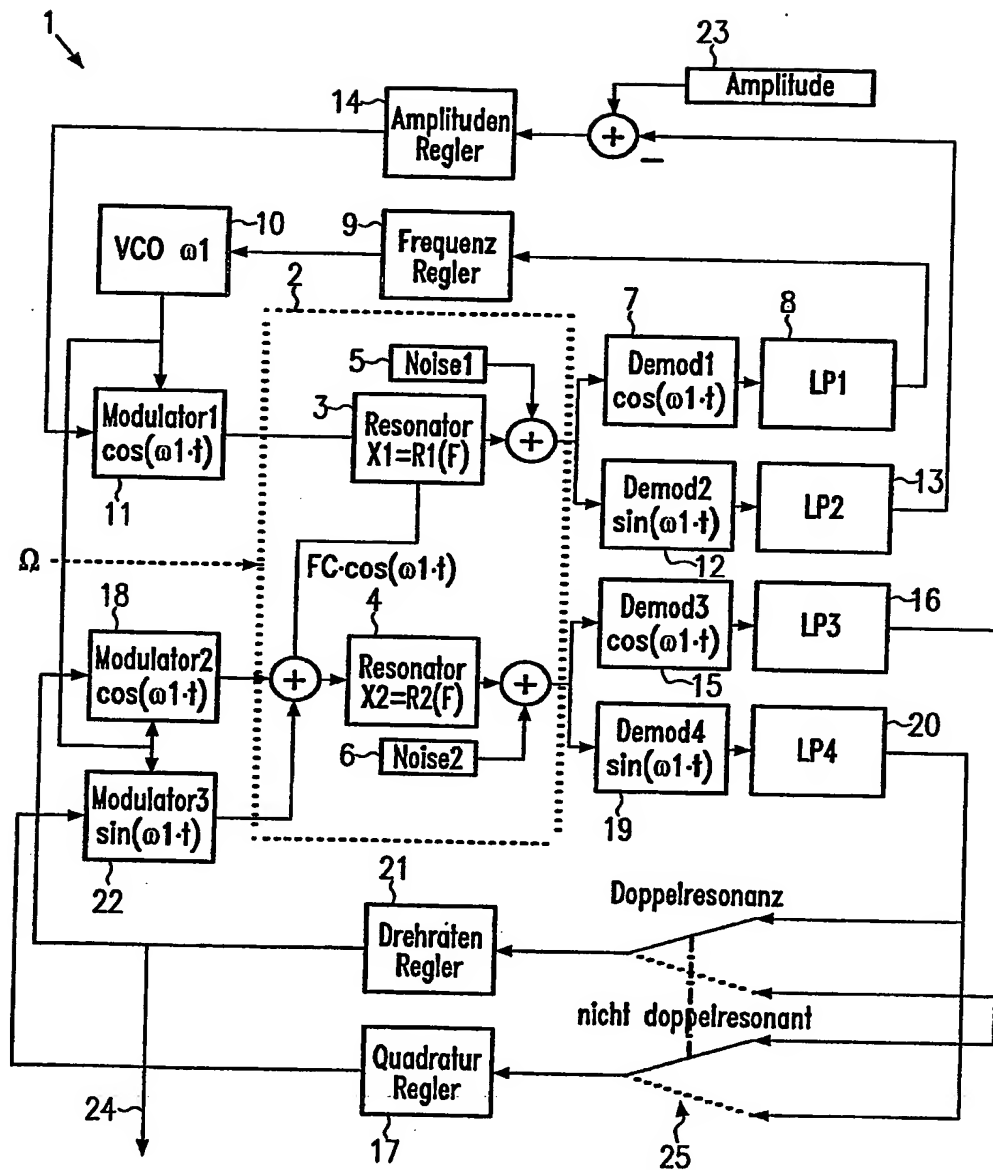 1
23
Amplitude
14
Amplituden
Regler
+
−
10
VCO ω1
9
Frequenz
Regler
2
7
Demod1
cos(ω1·t)
8
LP1
5
Noise1
3
Resonator
X1=R1(F)
+
Modulator1
cos(ω1·t)
11
Demod2
sin(ω1·t)
12
LP2
13
Ω
FC·cos(ω1·t)
18
Modulator2
cos(ω1·t)
+
4
Resonator
X2=R2(F)
+
6
Noise2
Demod3
cos(ω1·t)
15
LP3
16
Demod4
sin(ω1·t)
19
LP4
20
Modulator3
sin(ω1·t)
22
21
Drehraten
Regler
Doppelresonanz
nicht doppelresonant
Quadratur
Regler
17
24
25